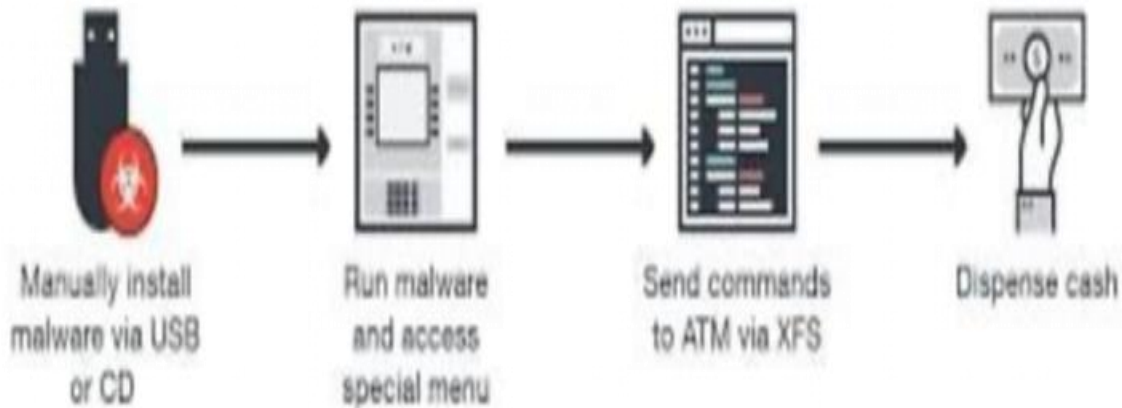 Manually install
malware via USB
or CD
Run malware
and access
special menu
Send commands
to ATM via XFS
Dispense cash